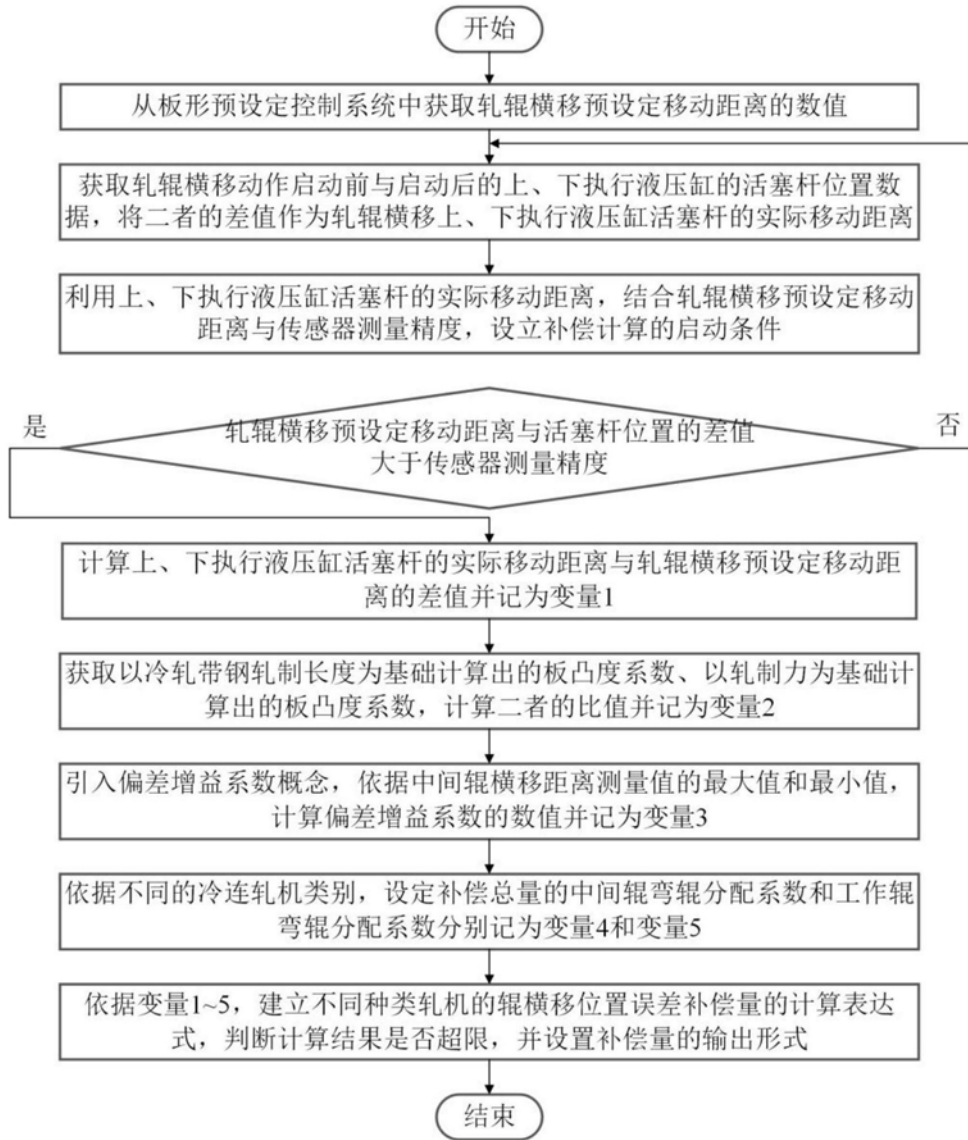 开始
从板形预设定控制系统中获取轧辊横移预设定移动距离的数值
获取轧辊横移动作启动前与启动后的上、下执行液压缸的活塞杆位置数
据，将二者的差值作为轧辊横移上、下执行液压缸活塞杆的实际移动距离
利用上、下执行液压缸活塞杆的实际移动距离，结合轧辊横移预设定移动
距离与传感器测量精度，设立补偿计算的启动条件
是
轧辊横移预设定移动距离与活塞杆位置的差值
大于传感器测量精度
否
计算上、下执行液压缸活塞杆的实际移动距离与轧辊横移预设定移动距
离的差值并记为变量1
获取以冷轧带钢轧制长度为基础计算出的板凸度系数、以轧制力为基础计
算出的板凸度系数，计算二者的比值并记为变量2
引入偏差增益系数概念，依据中间辊横移距离测量值的最大值和最小值，
计算偏差增益系数的数值并记为变量3
依据不同的冷连轧机类别，设定补偿总量的中间辊弯辊分配系数和工作辊
弯辊分配系数分别记为变量4和变量5
依据变量1~5，建立不同种类轧机的辊横移位置误差补偿量的计算表达
式，判断计算结果是否超限，并设置补偿量的输出形式
结束